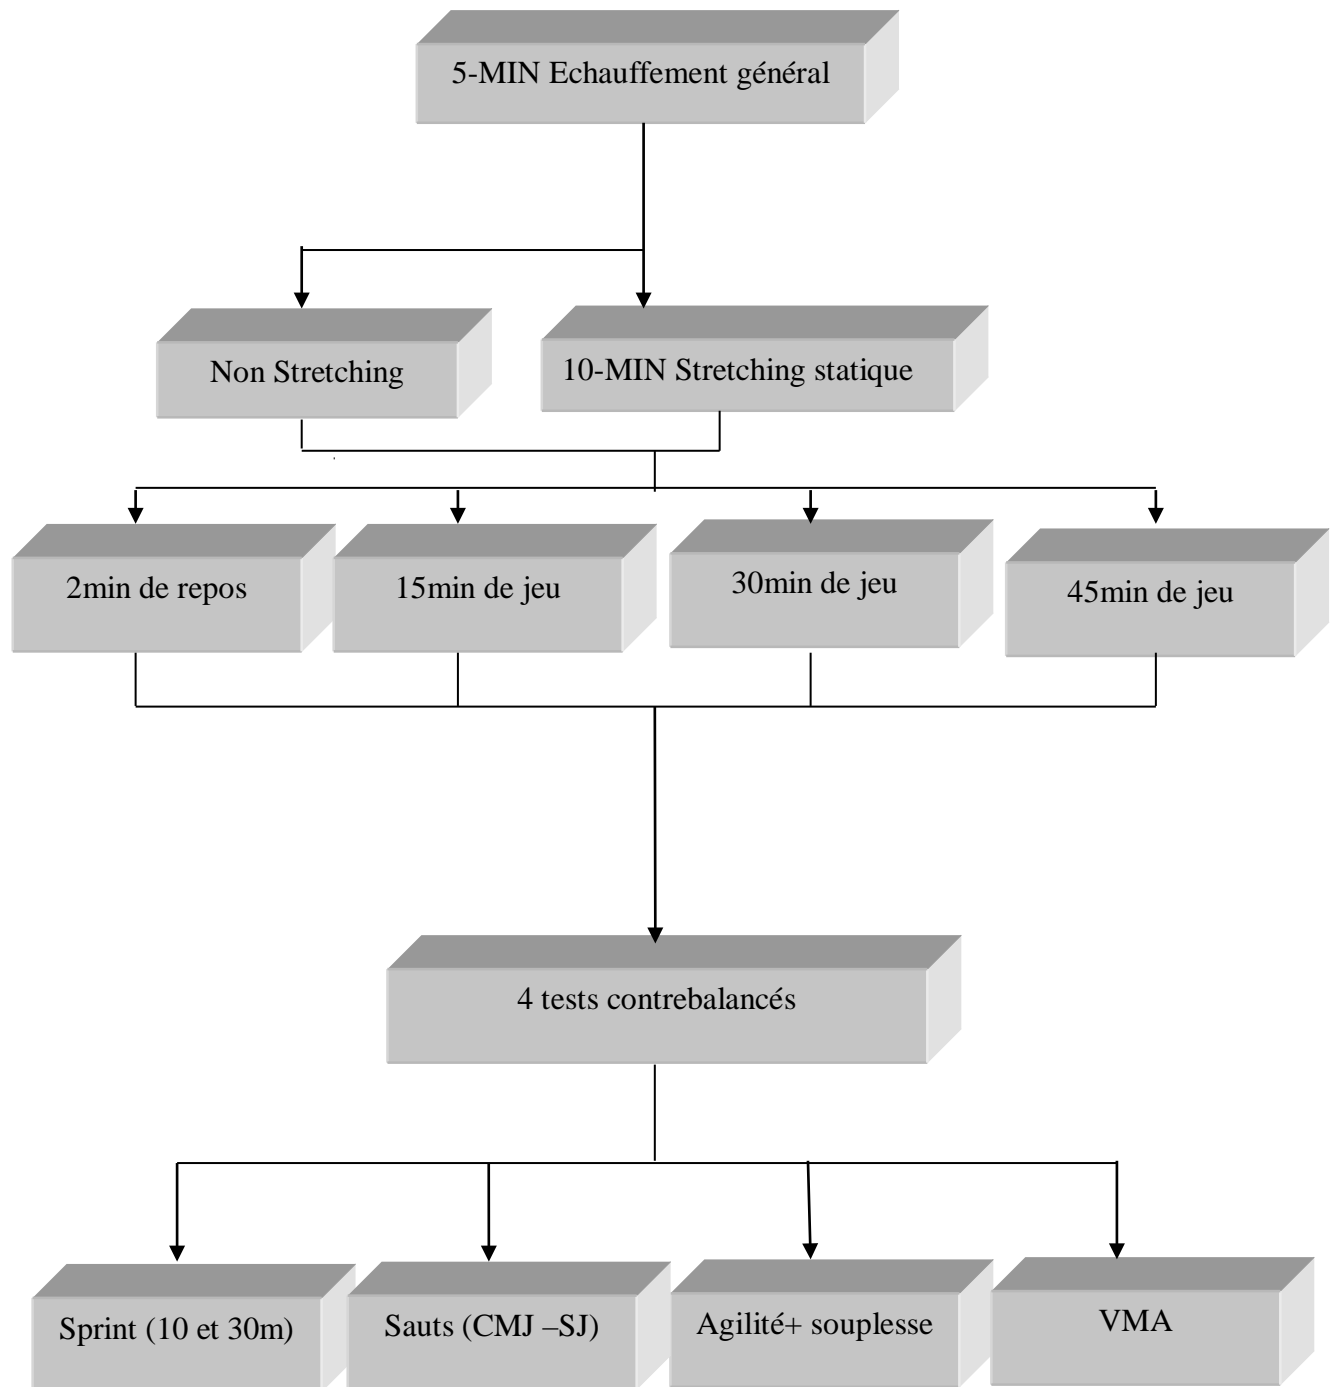 5-MIN Echauffement général
Non Stretching
10-MIN Stretching statique
2min de repos
15min de jeu
30min de jeu
45min de jeu
4 tests contrebalancés
Sprint (10 et 30m)
Sauts (CMJ –SJ)
Agilité+ souplesse
VMA